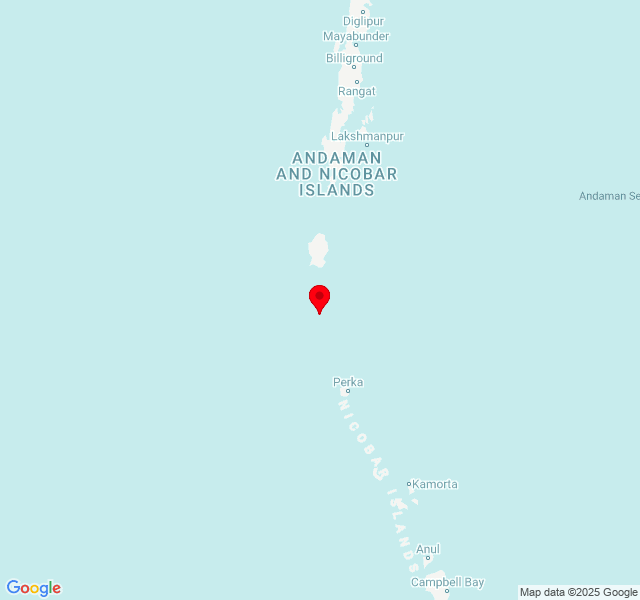 Diglipur
Mayabunder
Billiground
Rangat
Lakshmanpur
ANDAMAN
AND NICOBAR
ISLANDS
Andaman Se
Perka
NICOBAR ISLANDS
Kamorta
Anul
Campbell Bay
Google
Map data ©2025 Google